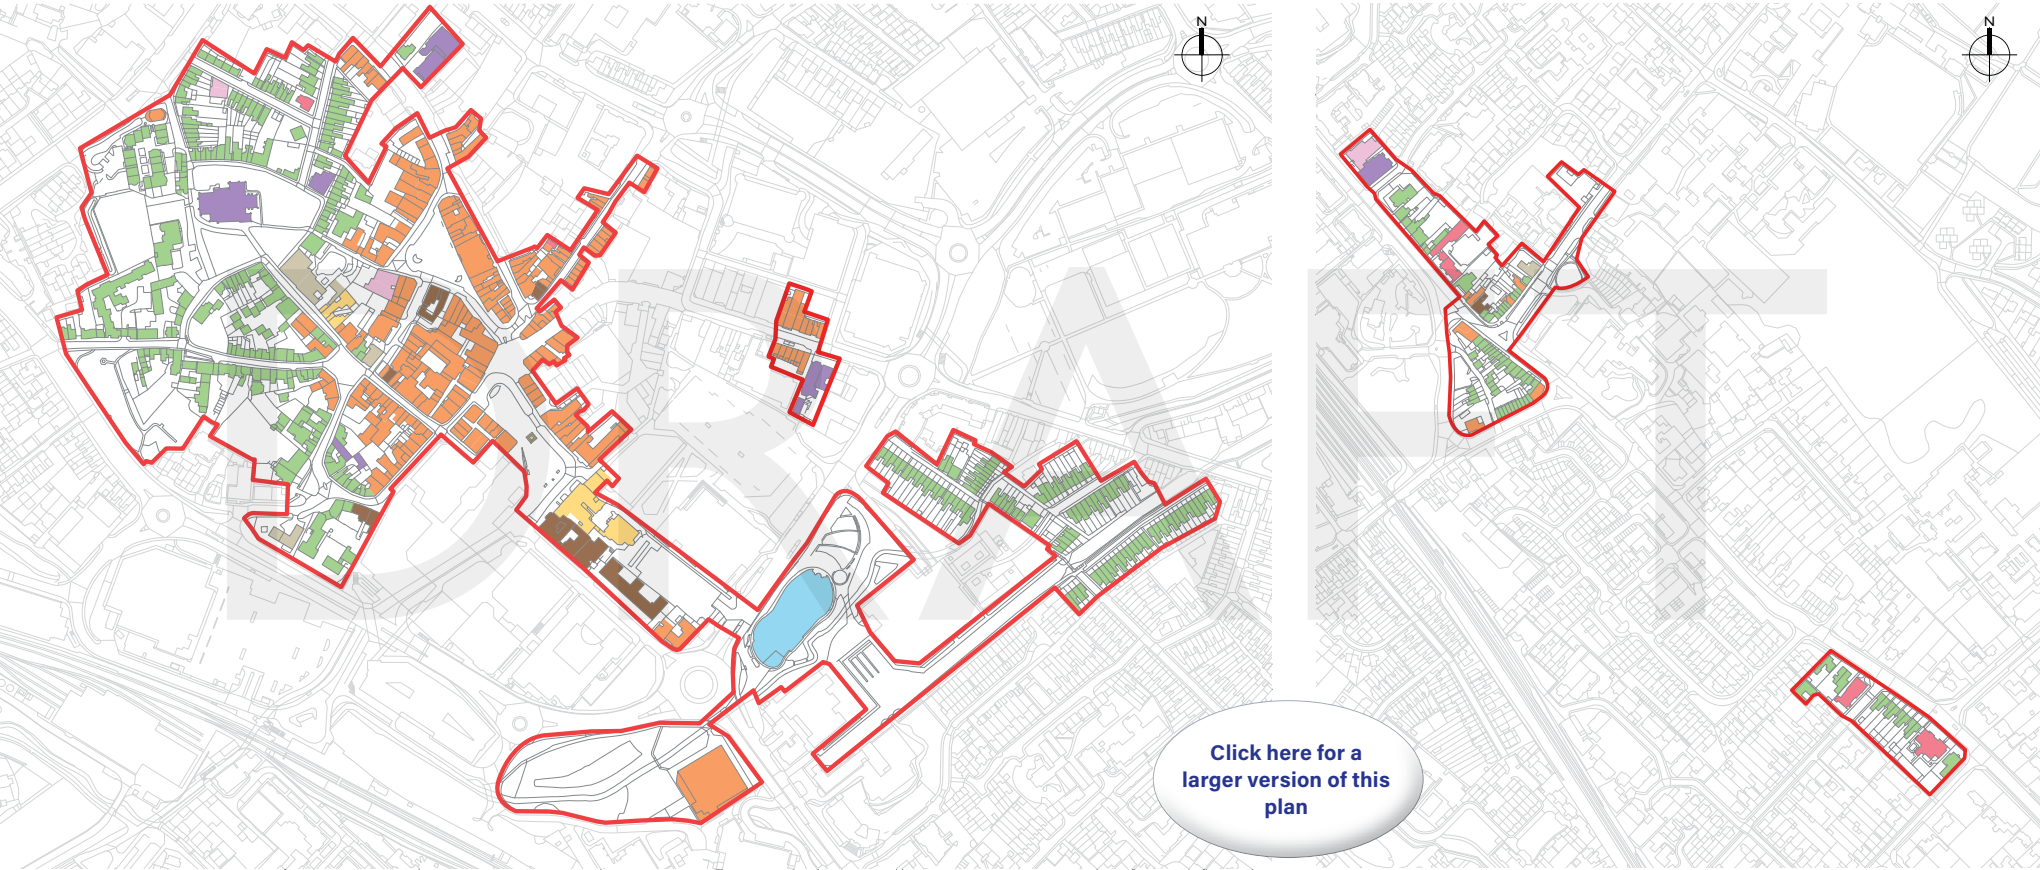 N
N
DRAFT
Click here for a
larger version of this
plan